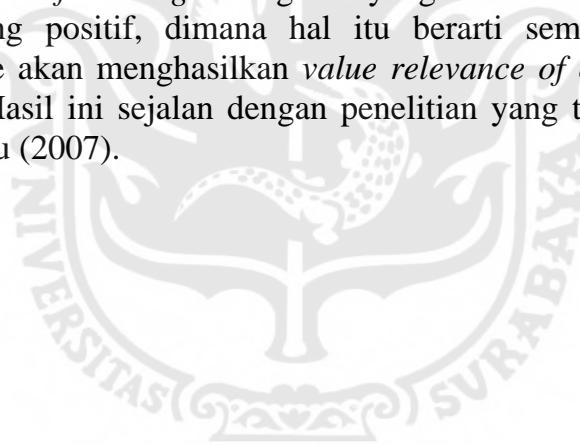 ng positif, dimana hal itu berarti sem
e akan menghasilkan value relevance of
Hasil ini sejalan dengan penelitian yang t
u (2007).
UNIVERSITAS SURABAYA